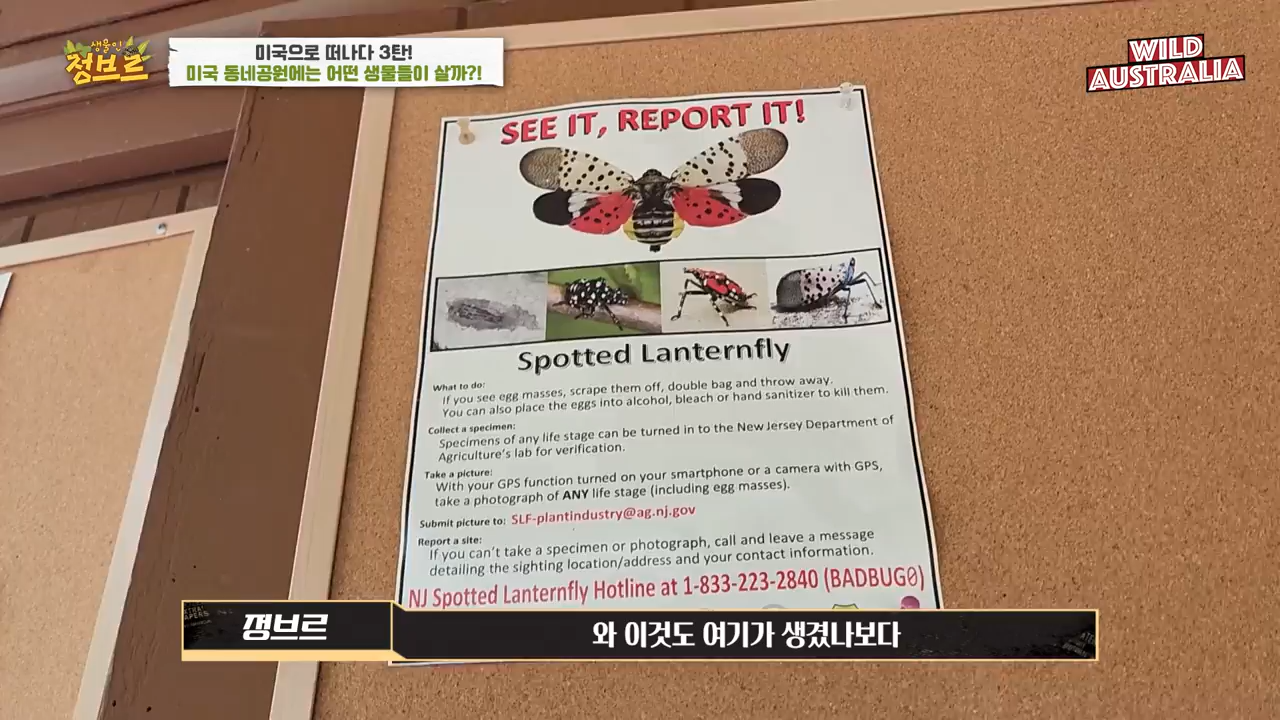 생물인
정브르
미국으로 떠나다 3탄!
미국 동네공원에는 어떤 생물들이 살까?!
WILD
AUSTRALIA
SEE IT, REPORT IT!
Spotted Lanternfly
What to do:
If you see egg masses, scrape them off, double bag and throw away.
You can also place the eggs into alcohol, bleach or hand sanitizer to kill them.
Collect a specimen:
Specimens of any life stage can be turned in to the New Jersey Department of
Agriculture's lab for verification.
Take a picture:
With your GPS function turned on your smartphone or a camera with GPS,
take a photograph of ANY life stage (including egg masses).
Submit picture to: SLF-plantindustry@ag.nj.gov
Report a site:
If you can't take a specimen or photograph, call and leave a message
detailing the sighting location/address and your contact information.
NJ Spotted Lanternfly Hotline at 1-833-223-2840 (BADBUG0)
정브르
와 이것도 여기가 생겼나보다